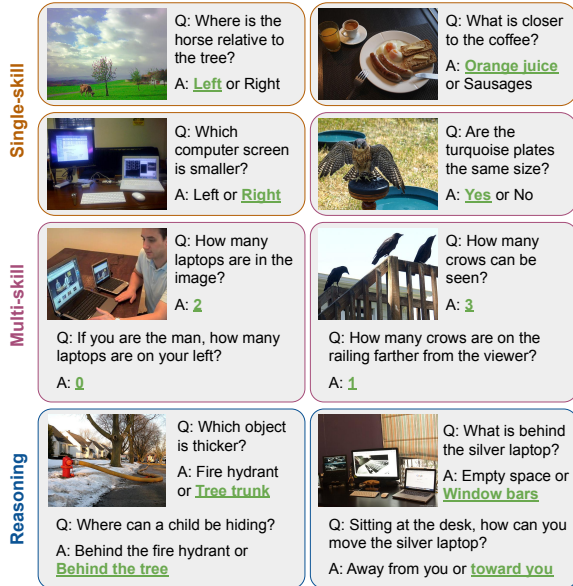 Single-skill
Q: Where is the
horse relative to
the tree?
A: Left or Right
Q: What is closer
to the coffee?
A: Orange juice
or Sausages
Q: Which
computer screen
is smaller?
A: Left or Right
Q: Are the
turquoise plates
the same size?
A: Yes or No
Multi-skill
Q: How many
laptops are in the
image?
A: 2
Q: If you are the man, how many
laptops are on your left?
A: 0
Q: How many
crows can be
seen?
A: 3
Q: How many crows are on the
railing farther from the viewer?
A: 1
Reasoning
Q: Which object
is thicker?
A: Fire hydrant
or Tree trunk
Q: Where can a child be hiding?
A: Behind the fire hydrant or
Behind the tree
Q: What is behind
the silver laptop?
A: Empty space or
Window bars
Q: Sitting at the desk, how can you
move the silver laptop?
A: Away from you or toward you